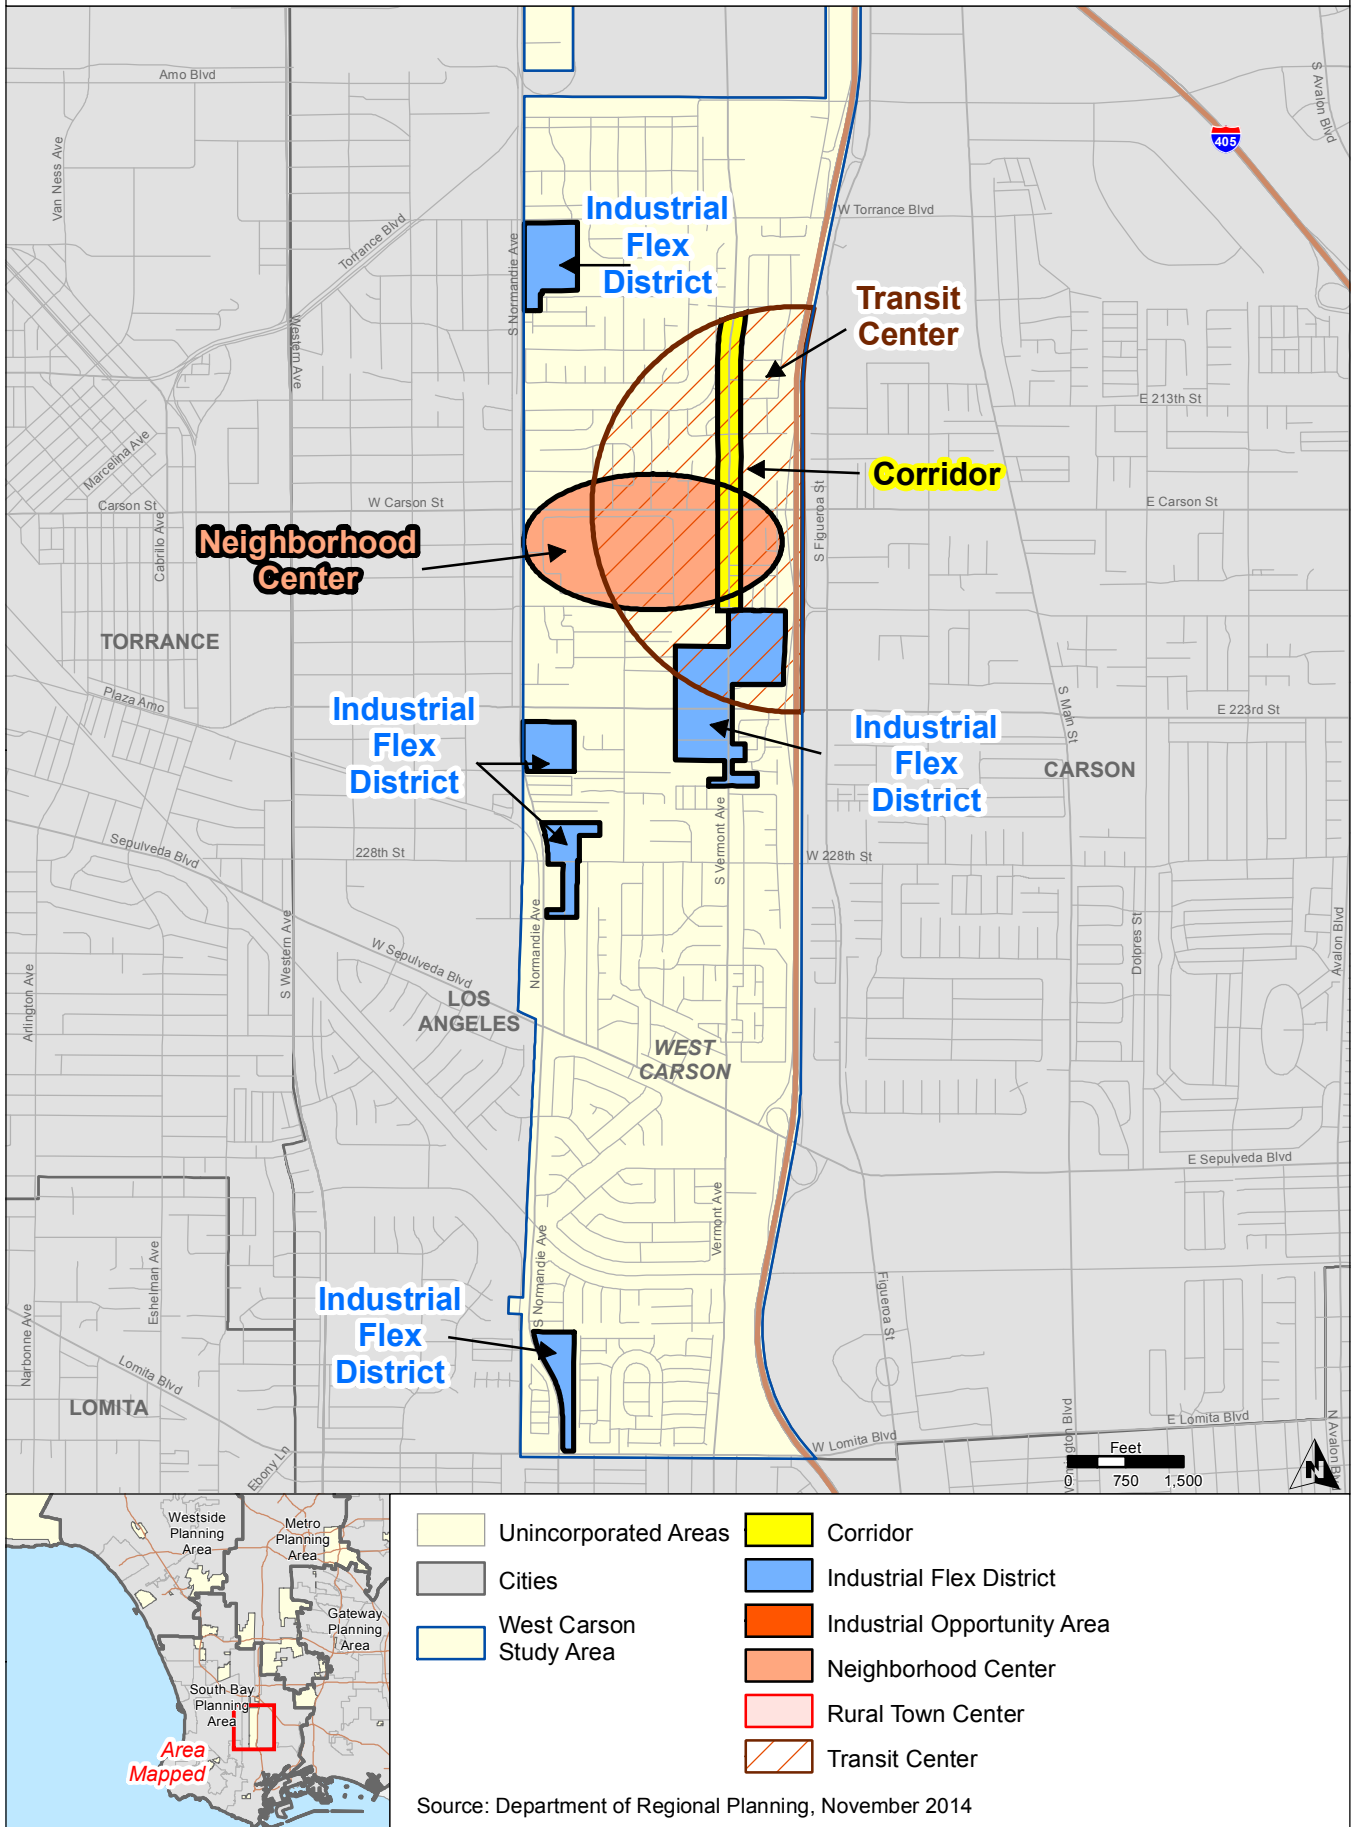 Amo Blvd
S Avalon Blvd
405
Van Ness Ave
Torrance Blvd
S Normandie Ave
Industrial
Flex
District
W Torrance Blvd
Western Ave
Transit
Center
E 213th St
Marcelina Ave
Corridor
Carson St
W Carson St
S Figueroa St
E Carson St
Cabrillo Ave
Neighborhood
Center
TORRANCE
Plaza Amo
S Main St
E 223rd St
Industrial
Flex
District
Industrial
Flex
District
CARSON
S Vermont Ave
Sepulveda Blvd
228th St
W 228th St
S Western Ave
Normandie Ave
Dolores St
Avalon Blvd
W Sepulveda Blvd
Arlington Ave
LOS
ANGELES
WEST
CARSON
E Sepulveda Blvd
Vermont Ave
S Normandie Ave
Eshelman Ave
Figueroa St
Industrial
Flex
District
Narbonne Ave
Lomita Blvd
LOMITA
Ebony Ln
W Lomita Blvd
E Lomita Blvd
N Avalon Bl
Feet
0 750 1,500
N
Westside
Planning
Area
Metro
Planning
Area
Gateway
Planning
Area
South Bay
Planning
Area
Area
Mapped
Unincorporated Areas
Cities
West Carson
Study Area
Corridor
Industrial Flex District
Industrial Opportunity Area
Neighborhood Center
Rural Town Center
Transit Center
Source: Department of Regional Planning, November 2014